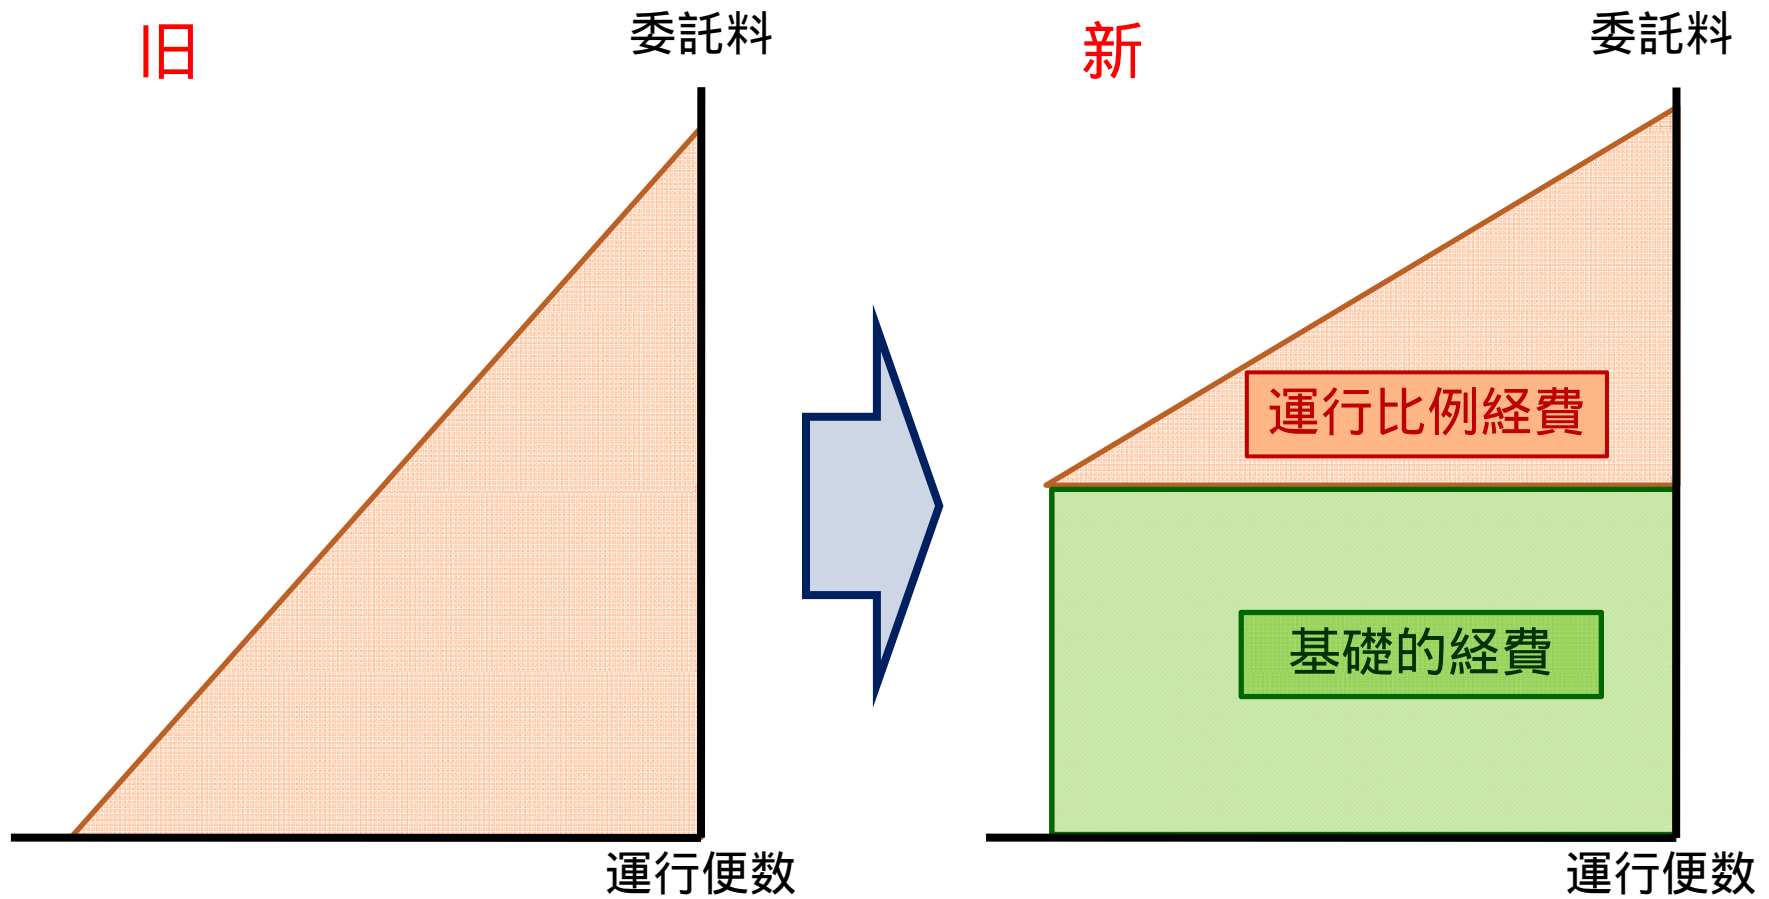 旧
委託料
運行便数
新
委託料
運行比例経費
基礎的経費
運行便数